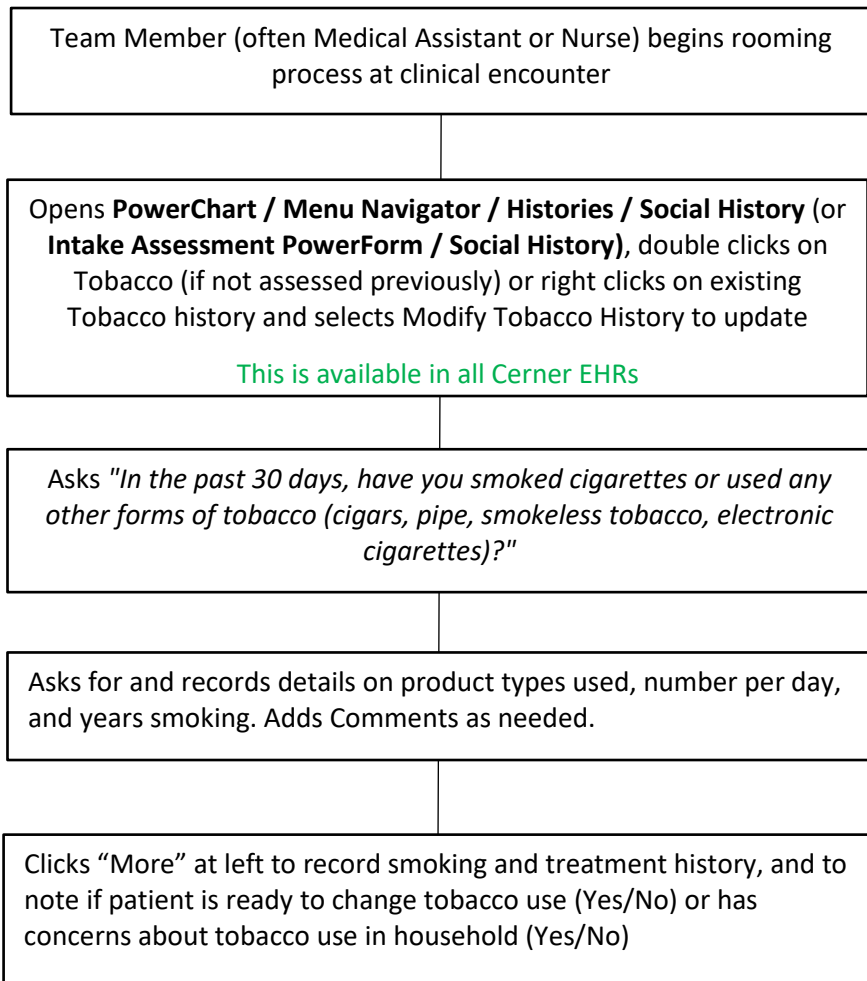 Team Member (often Medical Assistant or Nurse) begins rooming
process at clinical encounter
Opens PowerChart / Menu Navigator / Histories / Social History (or
Intake Assessment PowerForm / Social History), double clicks on
Tobacco (if not assessed previously) or right clicks on existing
Tobacco history and selects Modify Tobacco History to update
This is available in all Cerner EHRs
Asks "In the past 30 days, have you smoked cigarettes or used any
other forms of tobacco (cigars, pipe, smokeless tobacco, electronic
cigarettes)?"
Asks for and records details on product types used, number per day,
and years smoking. Adds Comments as needed.
Clicks “More” at left to record smoking and treatment history, and to
note if patient is ready to change tobacco use (Yes/No) or has
concerns about tobacco use in household (Yes/No)